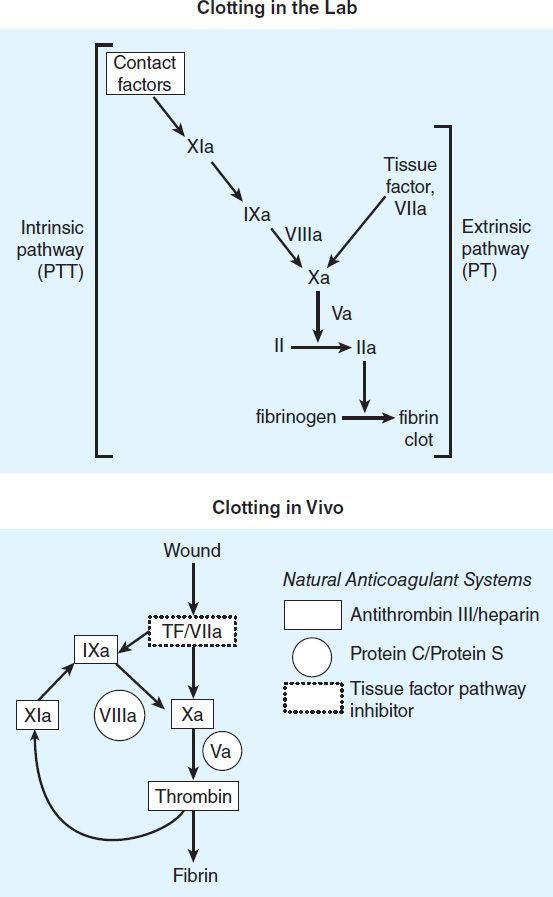 Clotting in the Lab
Contact
factors
XIa
Tissue
factor,
VIIa
IXa
VIIIa
Intrinsic
pathway
(PTT)
Extrinsic
pathway
(PT)
Xa
Va
II
IIa
fibrinogen
fibrin
clot
Clotting in Vivo
Wound
Natural Anticoagulant Systems
Antithrombin III/heparin
TF/VIIa
IXa
Protein C/Protein S
Tissue factor pathway
inhibitor
XIa
VIIIa
Xa
Va
Thrombin
Fibrin